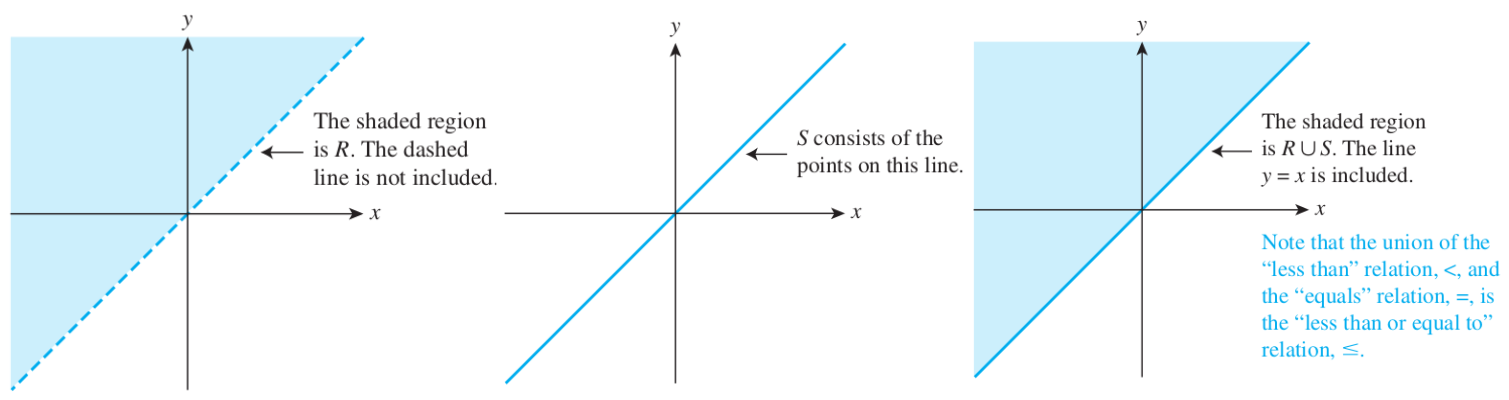 y
The shaded region
is R. The dashed
line is not included.
x
y
S consists of the
points on this line.
x
y
The shaded region
is R ∪ S. The line
y = x is included.
x
Note that the union of the
“less than” relation, <, and
the “equals” relation, =, is
the “less than or equal to”
relation, ≤.